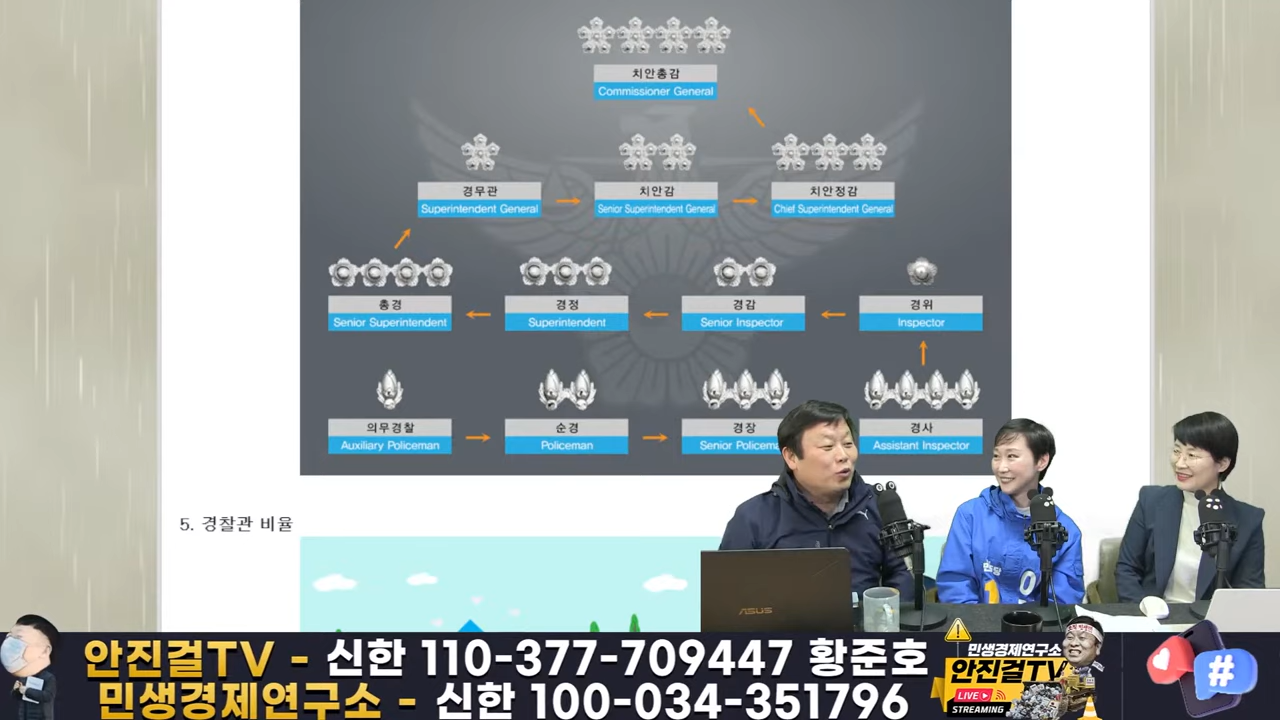 치안총감
Commissioner General
경무관
Superintendent General
치안감
Senior Superintendent General
치안정감
Chief Superintendent General
총경
Senior Superintendent
경정
Superintendent
경감
Senior Inspector
경위
Inspector
의무경찰
Auxiliary Policeman
순경
Policeman
경장
Senior Policema
경사
Assistant Inspector
5. 경찰관 비율
ASUS
1 0
안진걸TV - 신한 110-377-709447 황준호
민생경제연구소 - 신한 100-034-351796
민생경제연구소
안진걸TV
LIVE
STREAMING
#